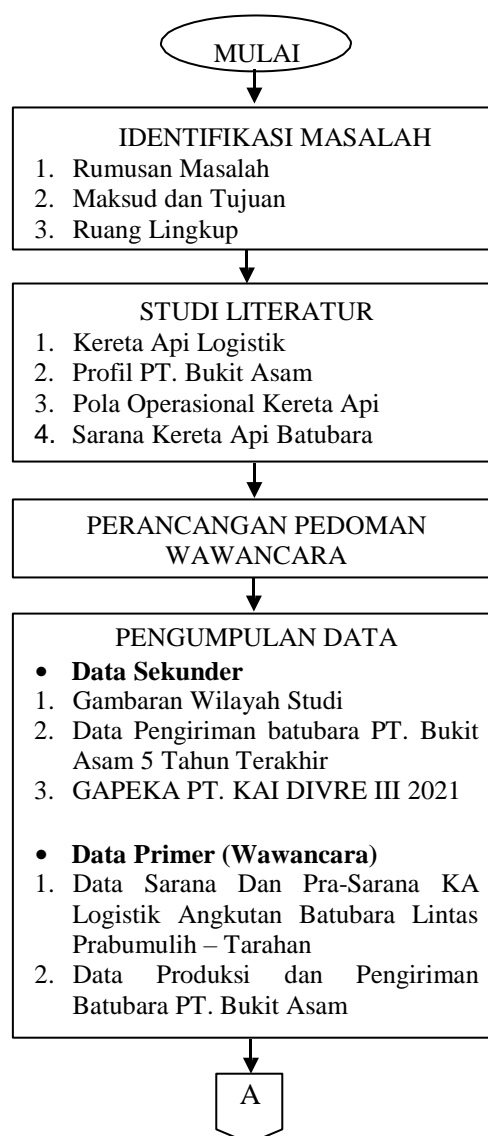 MULAI
IDENTIFIKASI MASALAH
1. Rumusan Masalah
2. Maksud dan Tujuan
3. Ruang Lingkup
STUDI LITERATUR
1. Kereta Api Logistik
2. Profil PT. Bukit Asam
3. Pola Operasional Kereta Api
4. Sarana Kereta Api Batubara
PERANCANGAN PEDOMAN
WAWANCARA
PENGUMPULAN DATA
• Data Sekunder
1. Gambaran Wilayah Studi
2. Data Pengiriman batubara PT. Bukit
Asam 5 Tahun Terakhir
3. GAPEKA PT. KAI DIVRE III 2021
• Data Primer (Wawancara)
1. Data Sarana Dan Pra-Sarana KA
Logistik Angkutan Batubara Lintas
Prabumulih – Tarahan
2. Data Produksi dan Pengiriman
Batubara PT. Bukit Asam
A